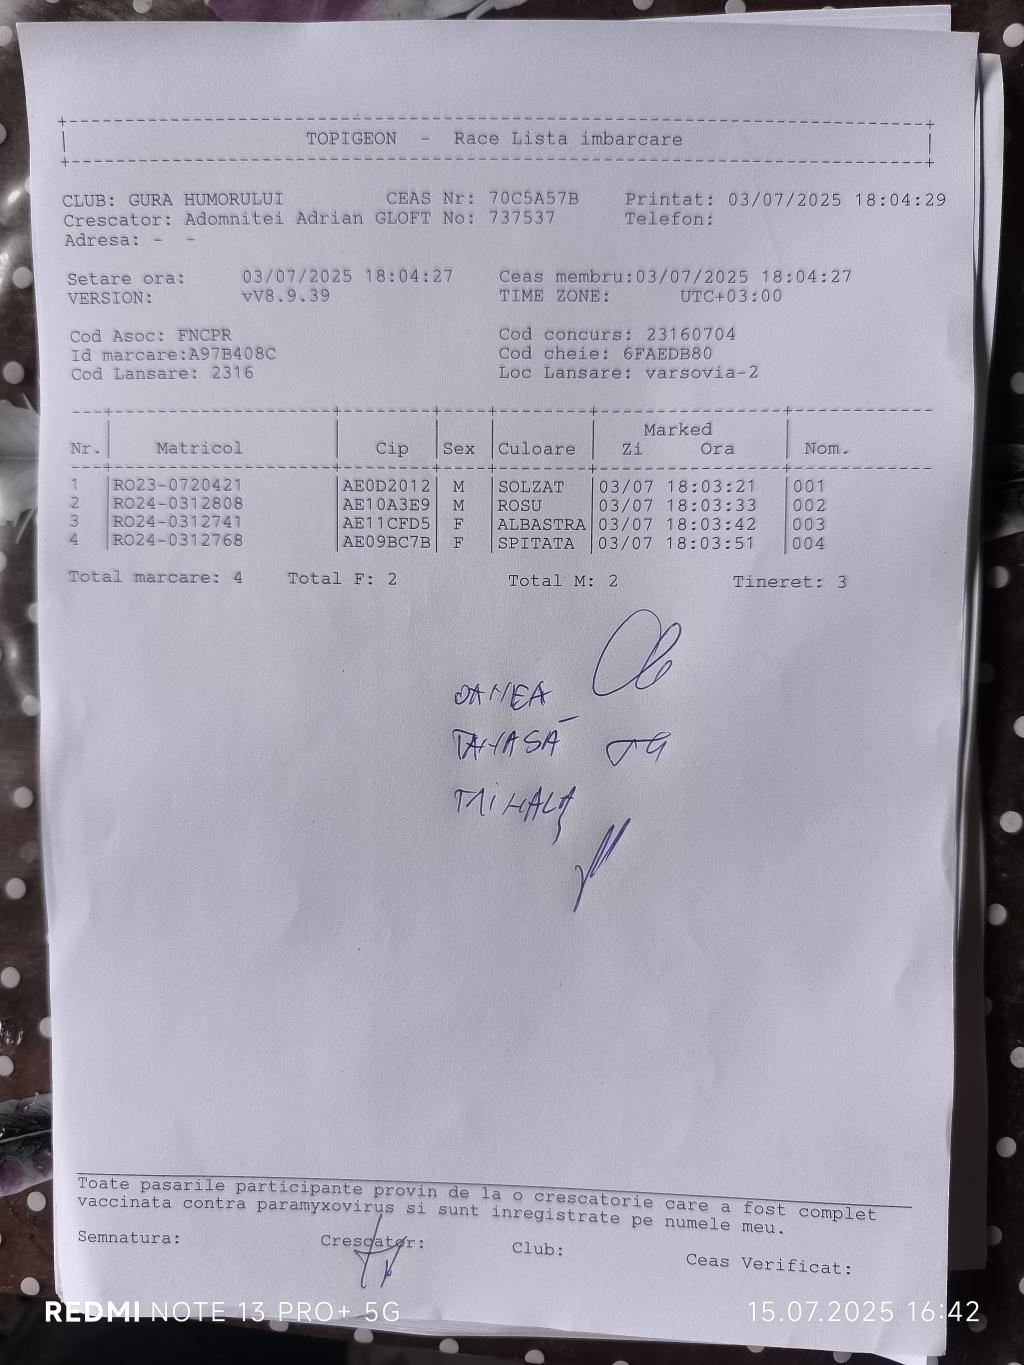 TOPIGEON - Race Lista imbarcare
CLUB: GURA HUMORULUI CEAS Nr: 70C5A57B Printat: 03/07/2025 18:04:29
Crescator: Adomnitei Adrian GLOFT No: 737537 Telefon:
Adresa: - -
Setare ora: 03/07/2025 18:04:27 Ceas membru:03/07/2025 18:04:27
VERSION: vV8.9.39 TIME ZONE: UTC+03:00
Cod Asoc: FNCPR Cod concurs: 23160704
Id marcare:A97B408C Cod cheie: 6FAEDB80
Cod Lansare: 2316 Loc Lansare: varsovia-2
Marked
Nr. Matricol Cip Sex Culoare Zi Ora Nom.
1 RO23-0720421 AE0D2012 M SOLZAT 03/07 18:03:21 001
2 RO24-0312808 AE10A3E9 M ROSU 03/07 18:03:33 002
3 RO24-0312741 AE11CFD5 F ALBASTRA 03/07 18:03:42 003
4 RO24-0312768 AE09BC7B F SPITATA 03/07 18:03:51 004
Total marcare: 4 Total F: 2 Total M: 2 Tineret: 3
Toate pasarile participante provin de la o crescatorie care a fost complet
vaccinata contra paramyxovirus si sunt inregistrate pe numele meu.
Semnatura: Crescator: Club: Ceas Verificat:
REDMI NOTE 13 PRO+ 5G 15.07.2025 16:42